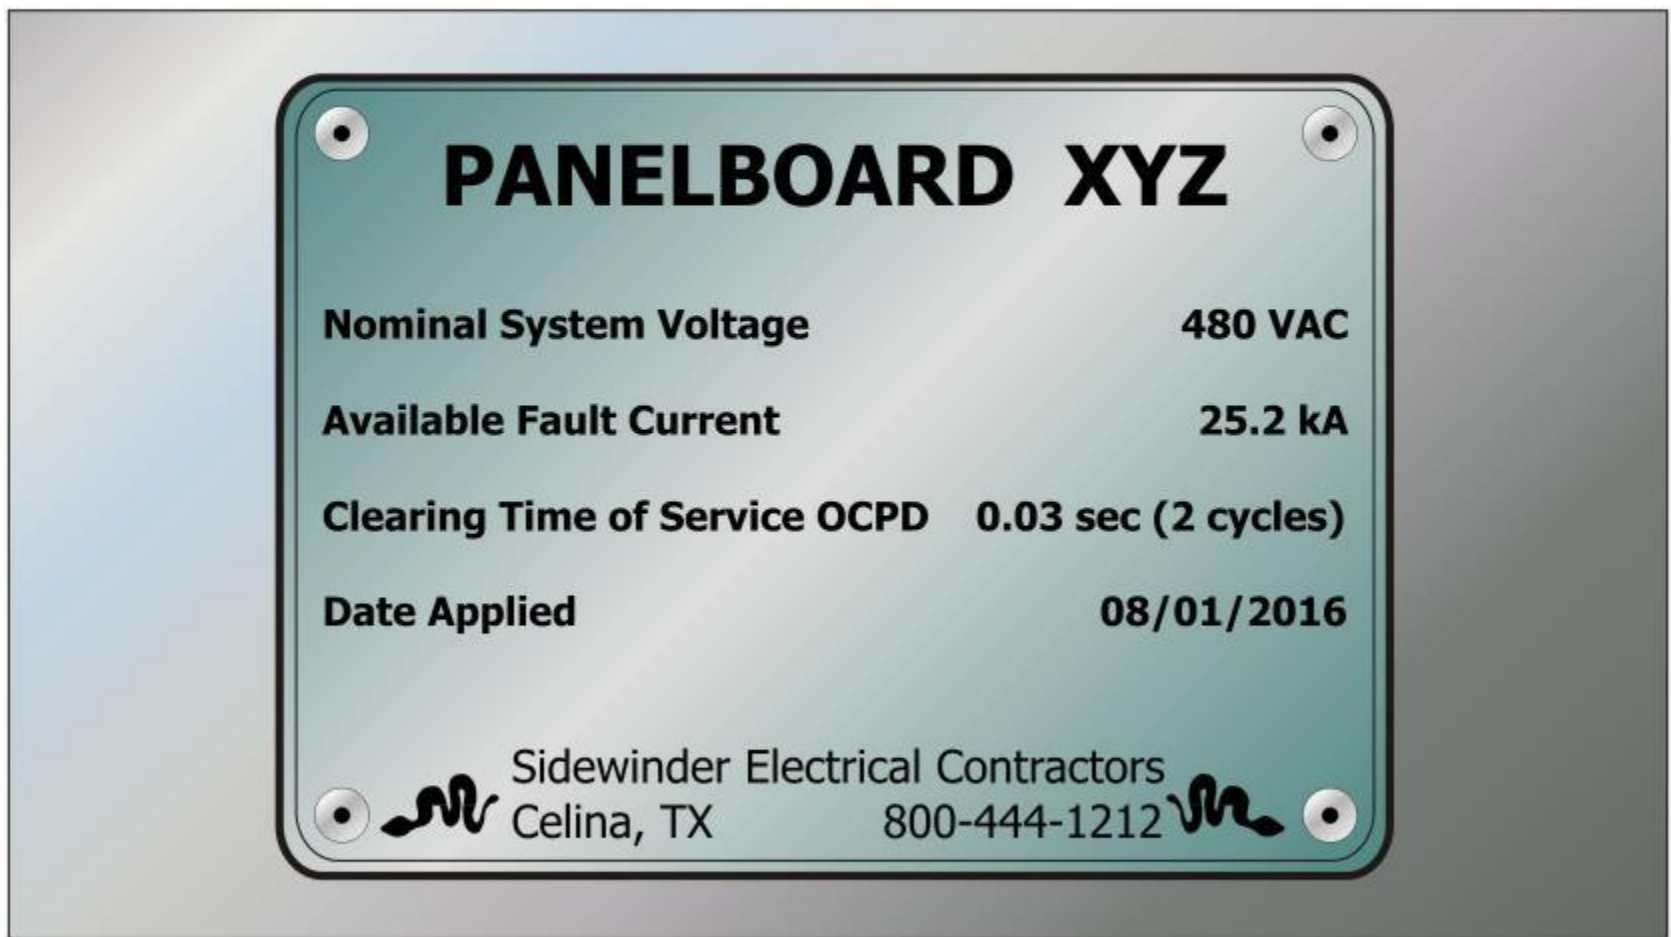 PANELBOARD XYZ
Nominal System Voltage 480 VAC
Available Fault Current 25.2 kA
Clearing Time of Service OCPD 0.03 sec (2 cycles)
Date Applied 08/01/2016
Sidewinder Electrical Contractors
Celina, TX 800-444-1212